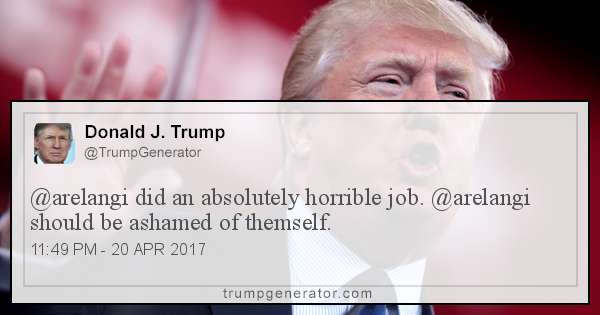 Donald J. Trump
@TrumpGenerator
@arelangi did an absolutely horrible job. @arelangi
should be ashamed of themself.
11:49 PM - 20 APR 2017
trumpgenerator.com